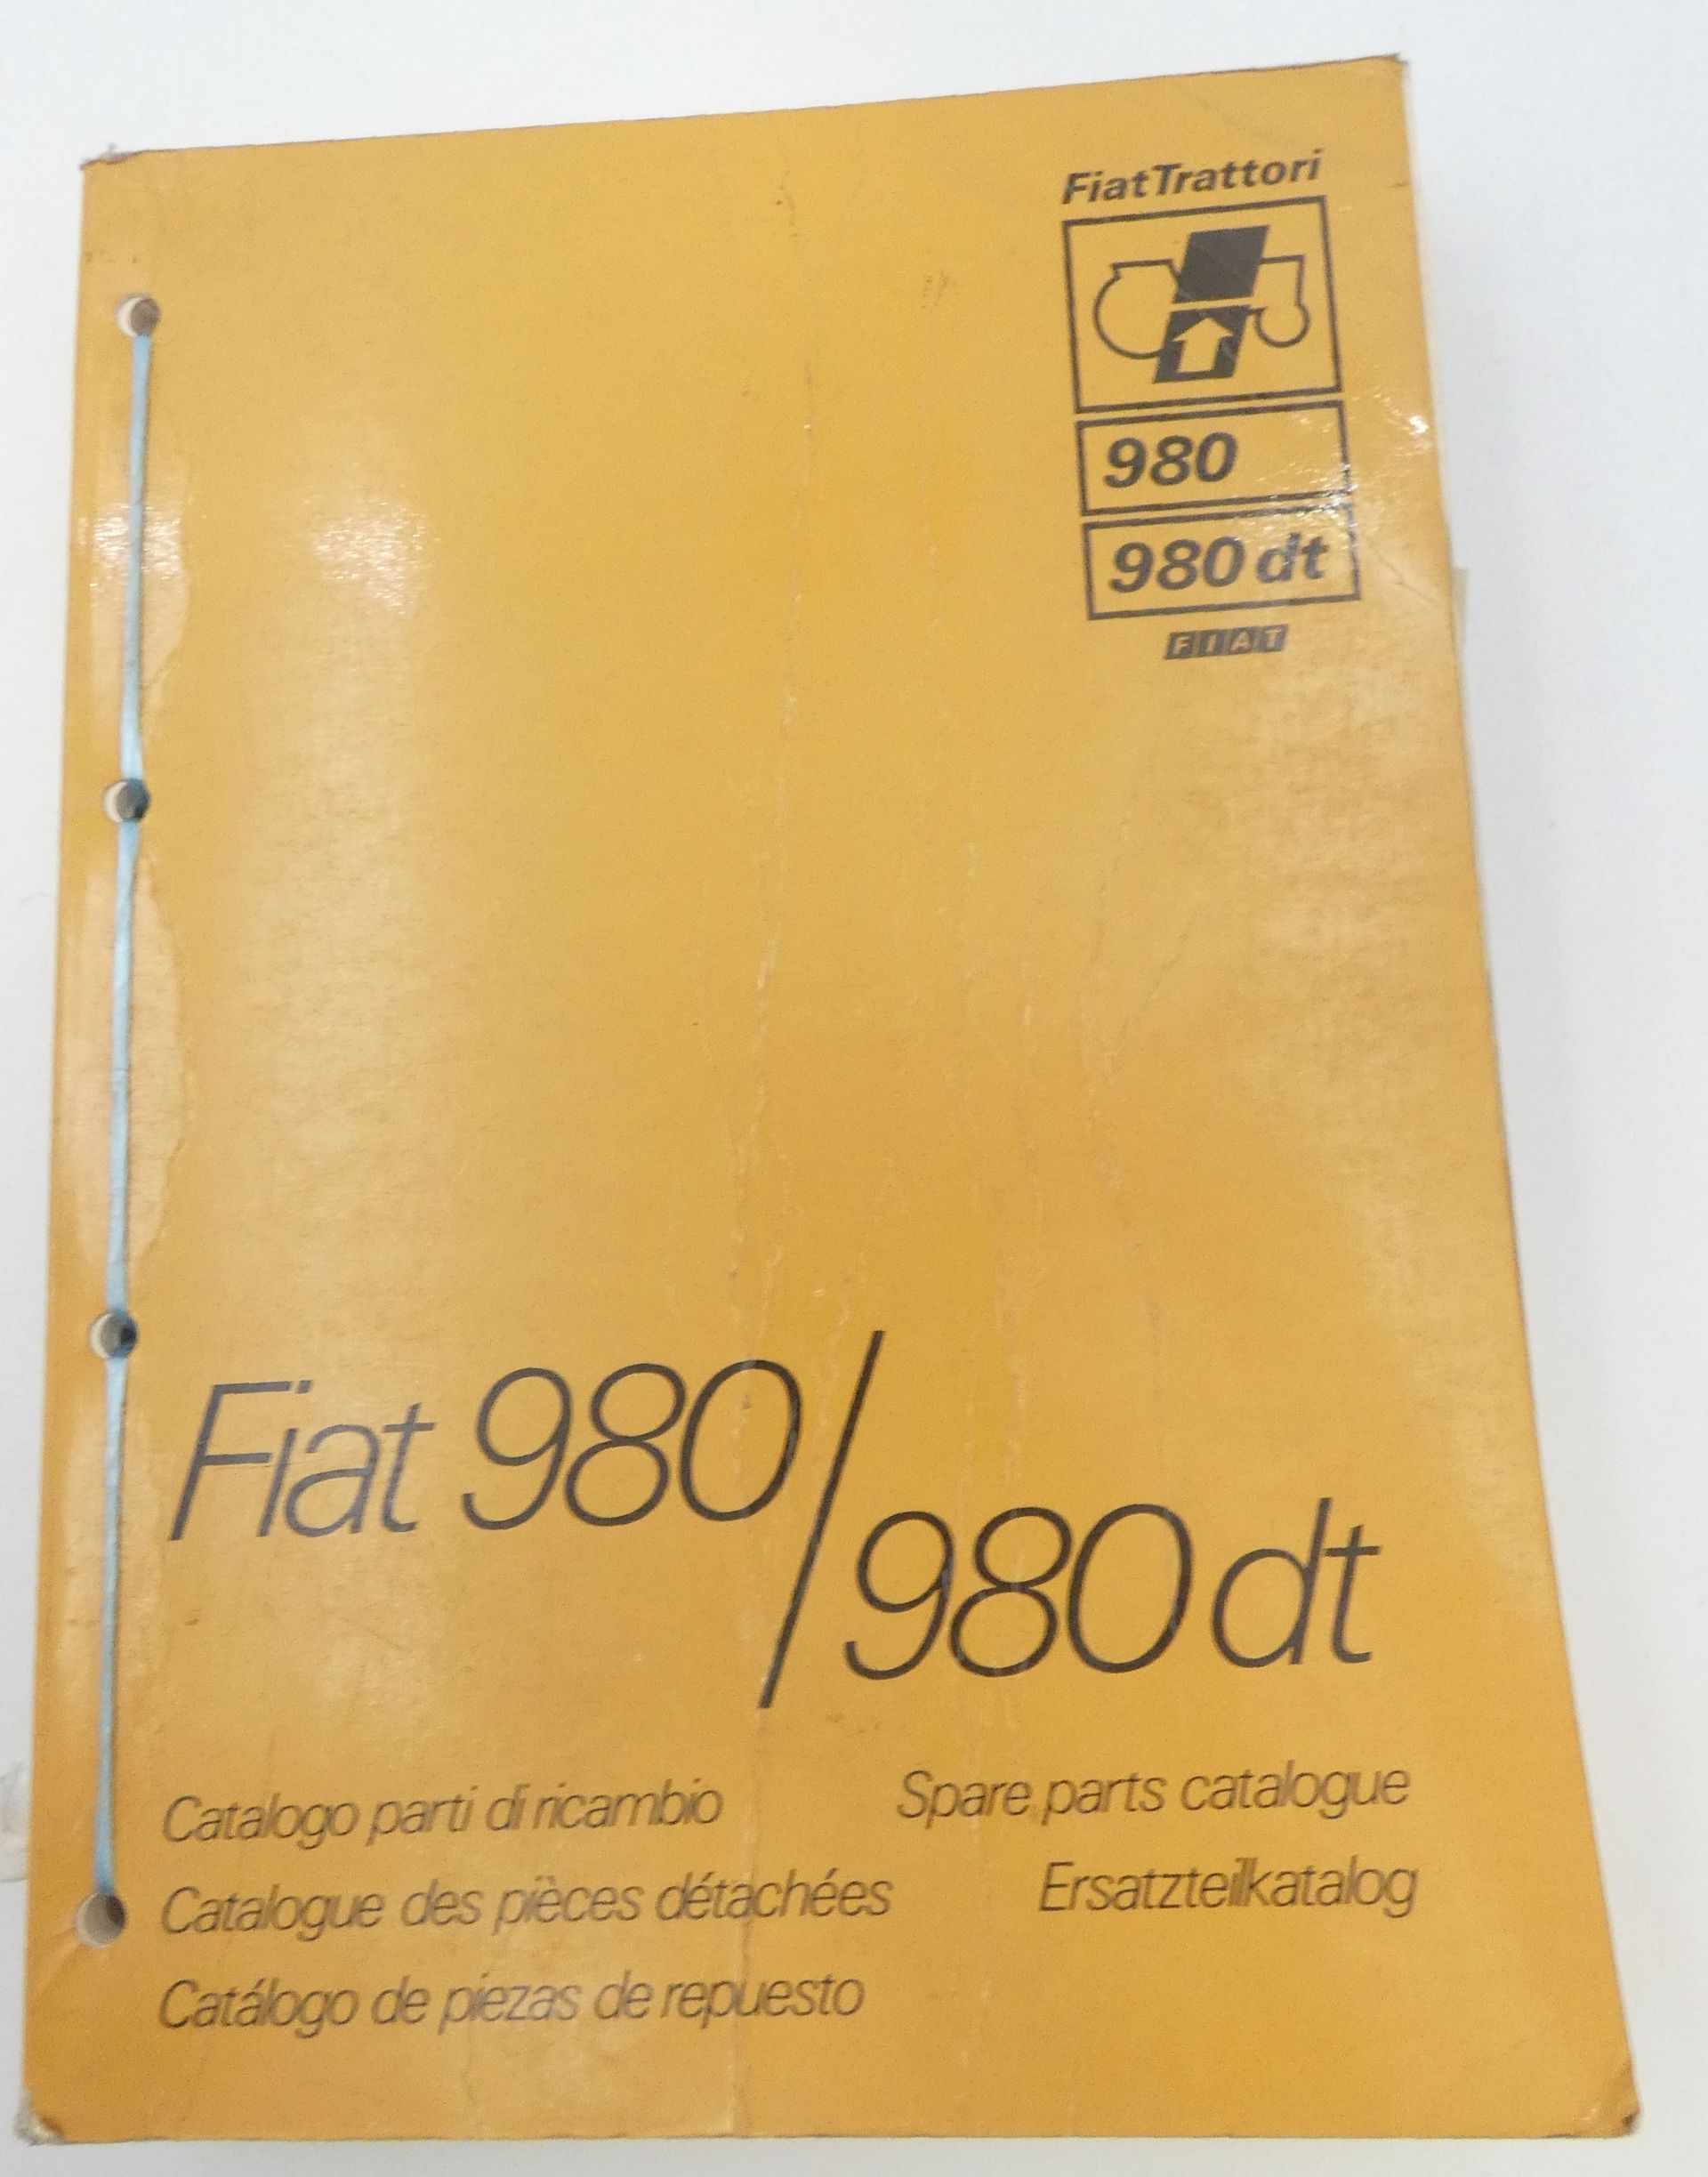 FiatTrattori
980
980 dt
FIAT
Fiat 980/980 dt
Catalogo parti di ricambio
Spare parts catalogue
Catalogue des pièces détachées
Ersatzteilkatalog
Catálogo de piezas de repuesto